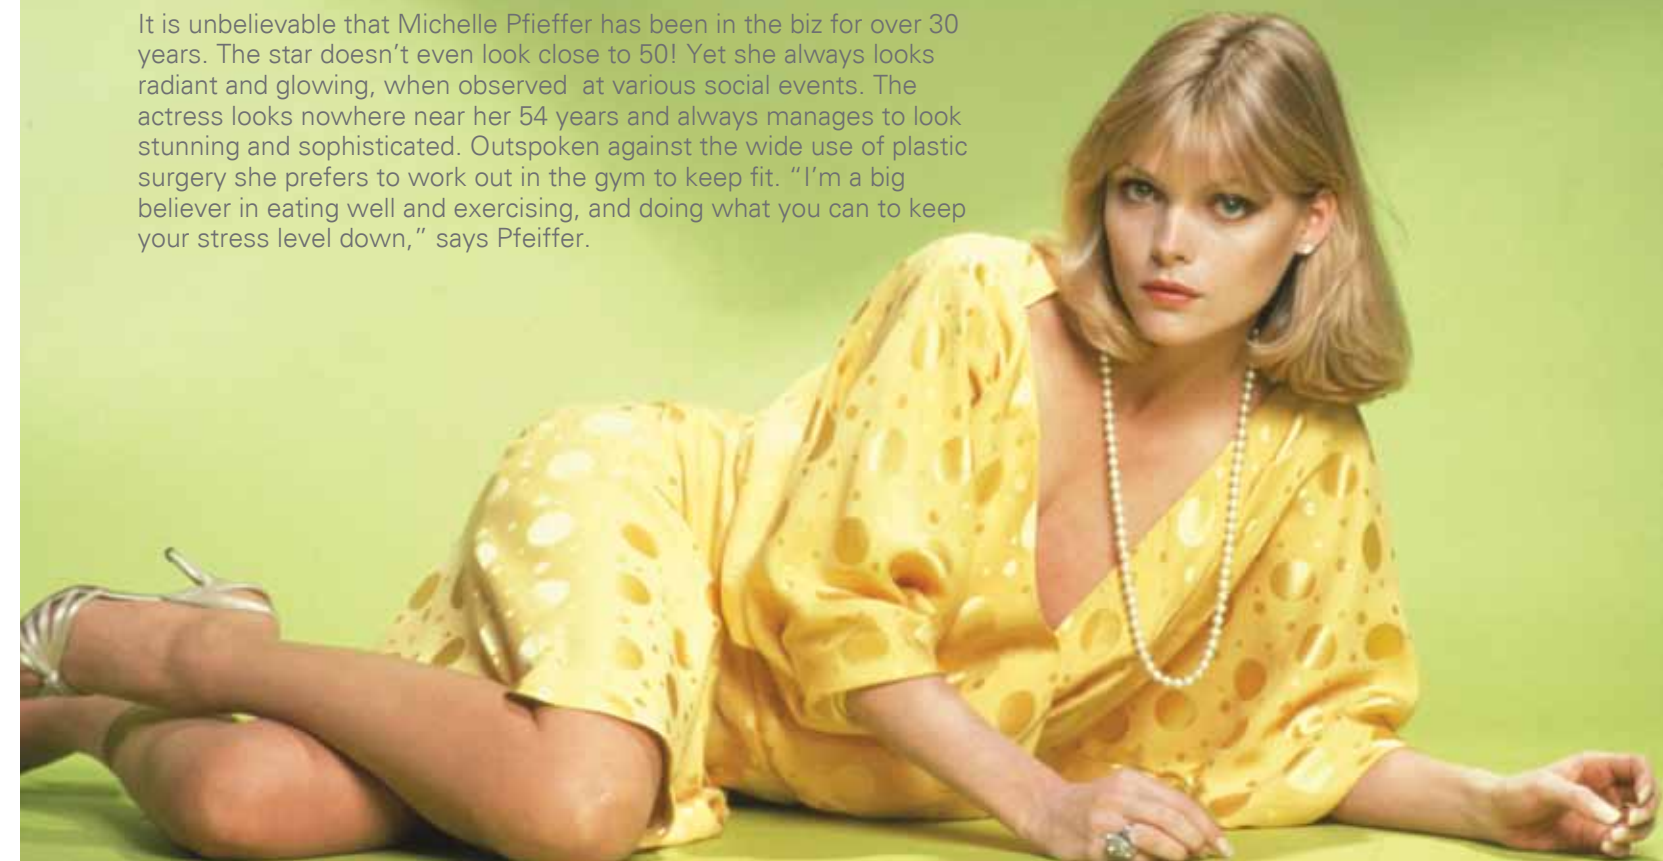 It is unbelievable that Michelle Pfieffer has been in the biz for over 30
years. The star doesn’t even look close to 50! Yet she always looks
radiant and glowing, when observed  at various social events. The
actress looks nowhere near her 54 years and always manages to look
stunning and sophisticated. Outspoken against the wide use of plastic
surgery she prefers to work out in the gym to keep fit. “I’m a big
believer in eating well and exercising, and doing what you can to keep
your stress level down,” says Pfeiffer.